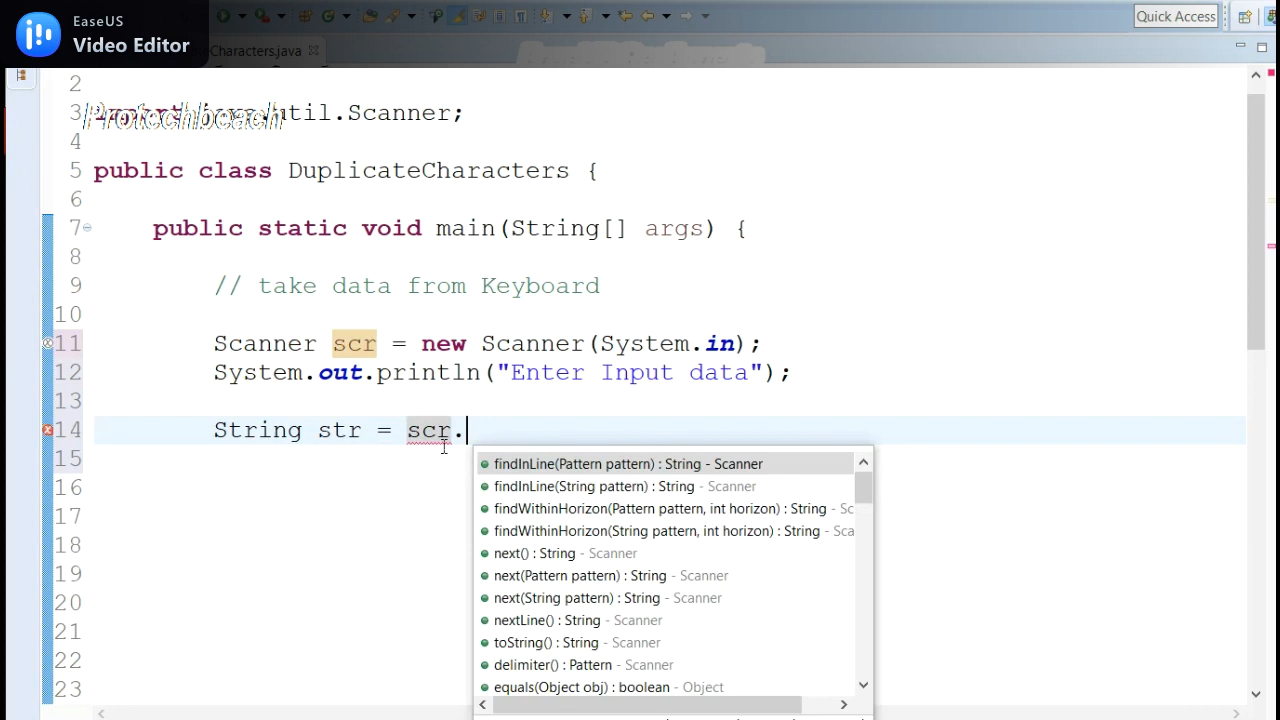 EaseUS
Video Editor
Quick Access
Characters.java
2
3 java.util.Scanner;
Protechbeach
4
5 public class DuplicateCharacters {
6
7 public static void main(String[] args) {
8
9 // take data from Keyboard
10
11 Scanner scr = new Scanner(System.in);
12 System.out.println("Enter Input data");
13
14 String str = scr.
15
findInLine(Pattern pattern) : String - Scanner
16 findInLine(String pattern) : String - Scanner
17 findWithinHorizon(Pattern pattern, int horizon) : String - Sc
findWithinHorizon(String pattern, int horizon) : String - Sca
18 next() : String - Scanner
19 next(Pattern pattern) : String - Scanner
20 next(String pattern) : String - Scanner
21 nextLine() : String - Scanner
toString() : String - Scanner
22 delimiter() : Pattern - Scanner
23 equals(Object obj) : boolean - Object